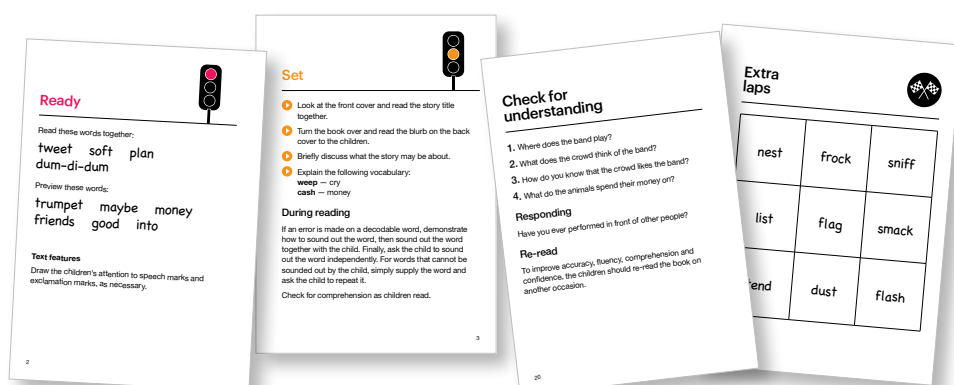 Ready
Read these words together:
tweet soft plan
dum-di-dum
Preview these words:
trumpet maybe money
friends good into
Text features
Draw the children's attention to speech marks and
exclamation marks, as necessary.
2
Set
Look at the front cover and read the story title
together.
Turn the book over and read the blurb on the back
cover to the children.
Briefly discuss what the story may be about.
Explain the following vocabulary:
weep — cry
cash — money
During reading
If an error is made on a decodable word, demonstrate
how to sound out the word, then sound out the word
together with the child. Finally, ask the child to sound
out the word independently. For words that cannot be
sounded out by the child, simply supply the word and
ask the child to repeat it.
Check for comprehension as children read.
3
Check for
understanding
1. Where does the band play?
2. What does the crowd think of the band?
3. How do you know that the crowd likes the band?
4. What do the animals spend their money on?
Responding
Have you ever performed in front of other people?
Re-read
To improve accuracy, fluency, comprehension and
confidence, the children should re-read the book on
another occasion.
20
Extra
laps
nest frock sniff
list flag smack
end dust flash